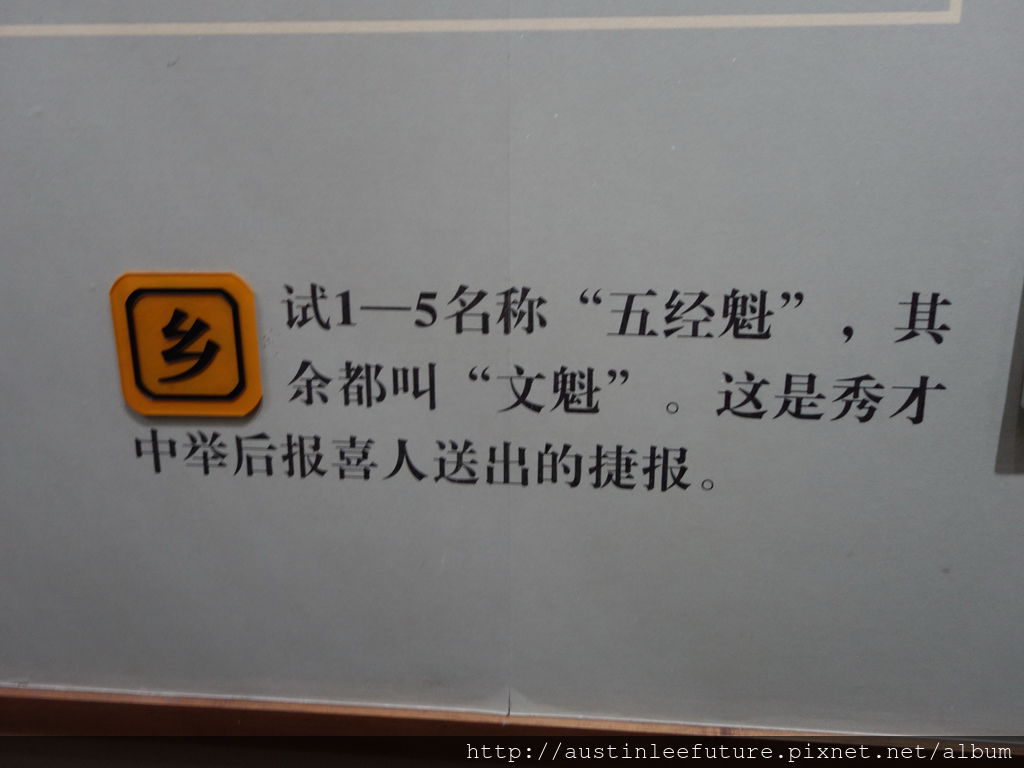 乡试1—5名称“五经魁”，其
余都叫“文魁”。这是秀才
中举后报喜人送出的捷报。
http://austinleefuture.pixnet.net/album